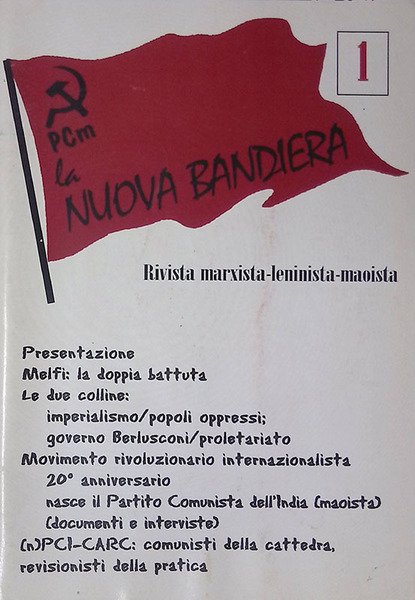 1
PCm
la
NUOVA BANDIERA
Rivista marxista-leninista-maoista
Presentazione
Melfi: la doppia battuta
Le due colline:
imperialismo/popoli oppressi;
governo Berlusconi/proletariato
Movimento rivoluzionario internazionalista
20° anniversario
nasce il Partito Comunista dell'India (maoista)
(documenti e interviste)
(n)PCI-CARC: comunisti della cattedra,
revisionisti della pratica